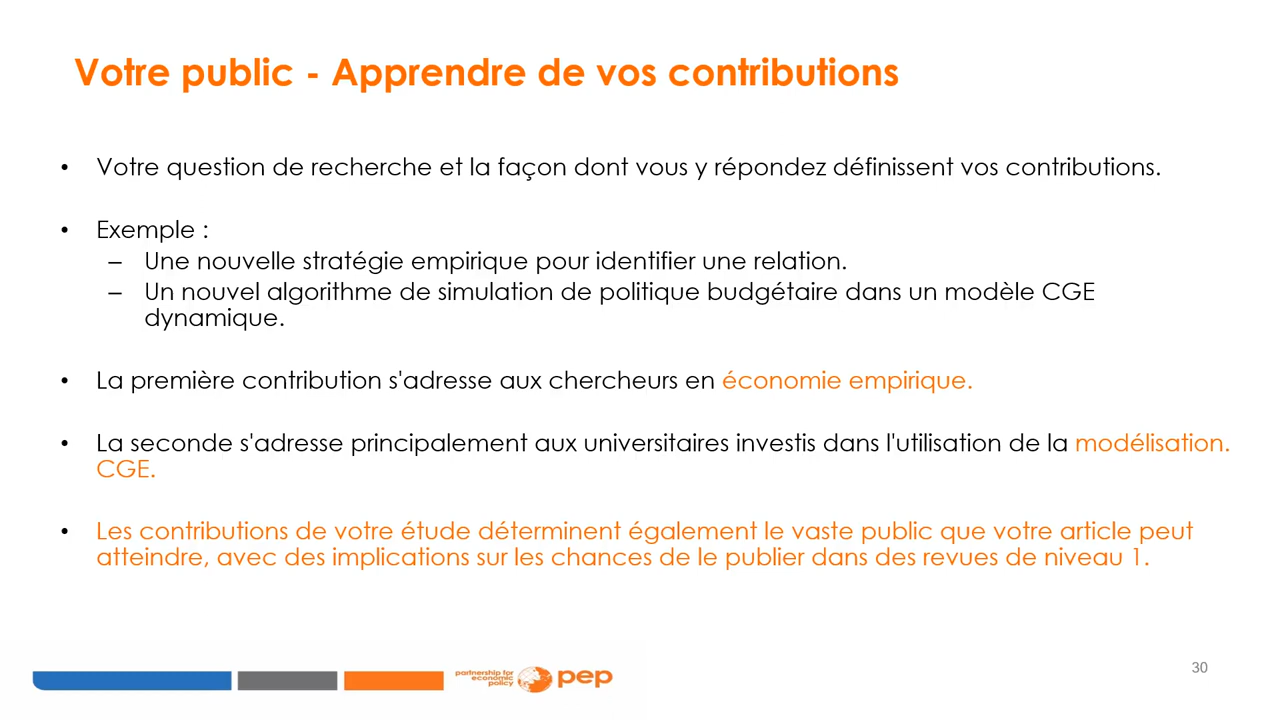 Votre public - Apprendre de vos contributions
• Votre question de recherche et la façon dont vous y répondez définissent vos contributions.
• Exemple :
– Une nouvelle stratégie empirique pour identifier une relation.
– Un nouvel algorithme de simulation de politique budgétaire dans un modèle CGE
dynamique.
• La première contribution s'adresse aux chercheurs en économie empirique.
• La seconde s'adresse principalement aux universitaires investis dans l'utilisation de la modélisation.
CGE.
• Les contributions de votre étude déterminent également le vaste public que votre article peut
atteindre, avec des implications sur les chances de le publier dans des revues de niveau 1.
partnership for
economic
policy
pep
30